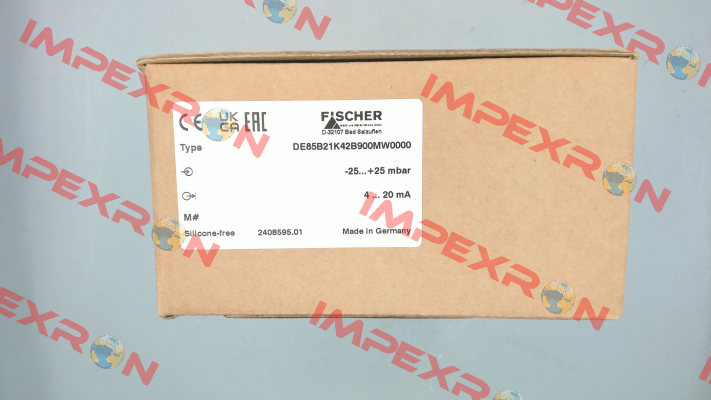 CE UK CA EAC
FISCHER
D-32107 Bad Salzuflen
Type DE85B21K42B900MW0000
-25...+25 mbar
4 ... 20 mA
M#
Silicone-free 2408595.01 Made in Germany
IMPEXRON
IMPEXRON
IMPEXRON
IMPEXRON
IMPEXRON
IMPEXRON
IMPEXRON